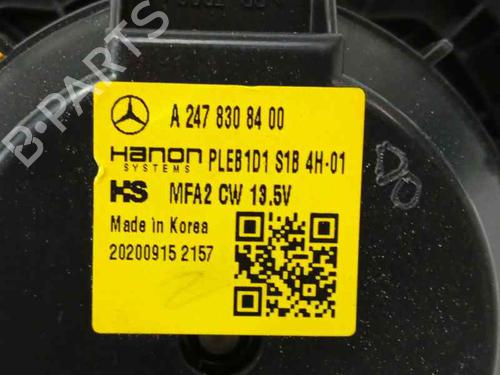 B-PARTS
A 247 830 84 00
Hanon PLEB1D1 S1B 4H-01
SYSTEMS
HS MFA2 CW 13.5V
Made in Korea
20200915 2157